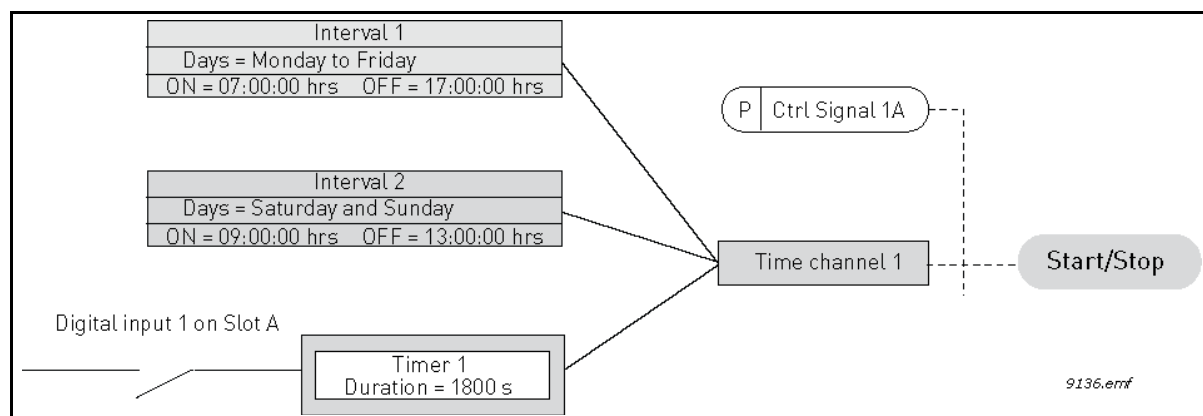 Interval 1
Days = Monday to Friday
ON = 07:00:00 hrs OFF = 17:00:00 hrs
P Ctrl Signal 1A
Interval 2
Days = Saturday and Sunday
ON = 09:00:00 hrs OFF = 13:00:00 hrs
Time channel 1
Start/Stop
Digital input 1 on Slot A
Timer 1
Duration = 1800 s
9136.emf